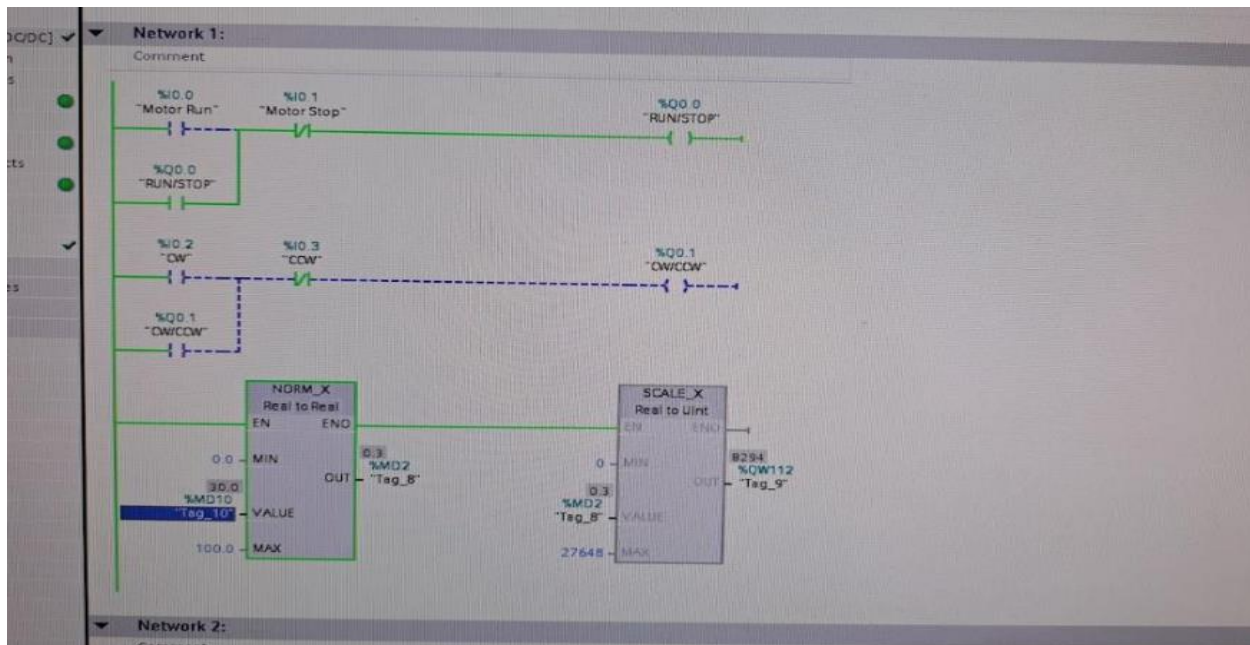 DC/DC]
Network 1:
Comment
%I0.0
"Motor Run"
%I0.1
"Motor Stop"
%Q0.0
"RUN/STOP"
%Q0.0
"RUN/STOP"
%I0.2
"CW"
%I0.3
"CCW"
%Q0.1
"CW/CCW"
%Q0.1
"CW/CCW"
NORM_X
Real to Real
EN ENO
0.0 MIN
30.0
%MD10
"Tag_10" VALUE
100.0 MAX
0.3
%MD2
OUT "Tag_8"
SCALE_X
Real to UInt
EN ENO
0 MIN
0.3
%MD2
"Tag_8" VALUE
27648 MAX
8294
%QW112
OUT "Tag_9"
Network 2: